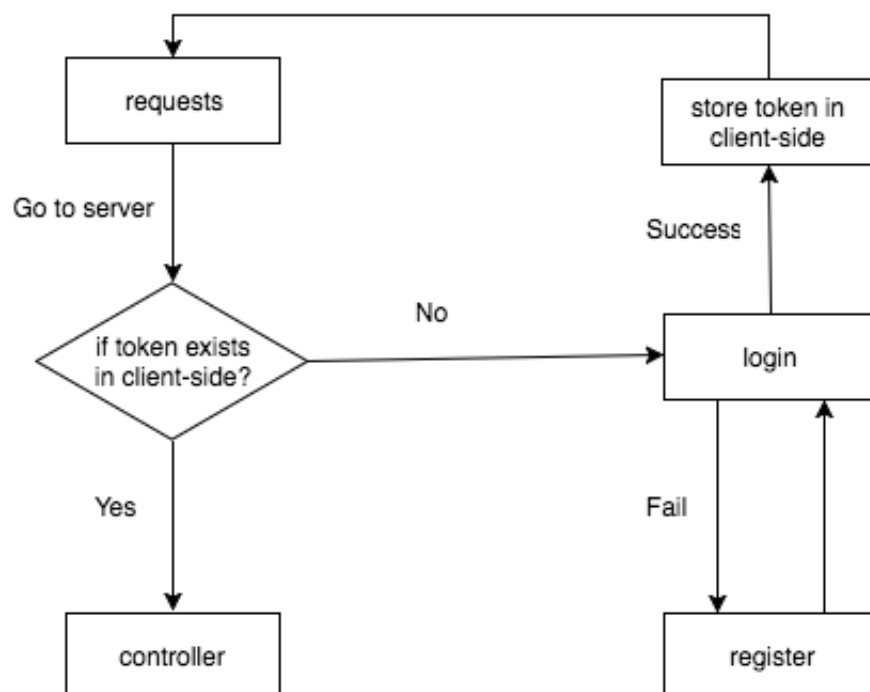 requests
store token in
client-side
Go to server
Success
No
if token exists
in client-side?
login
Yes
Fail
controller
register